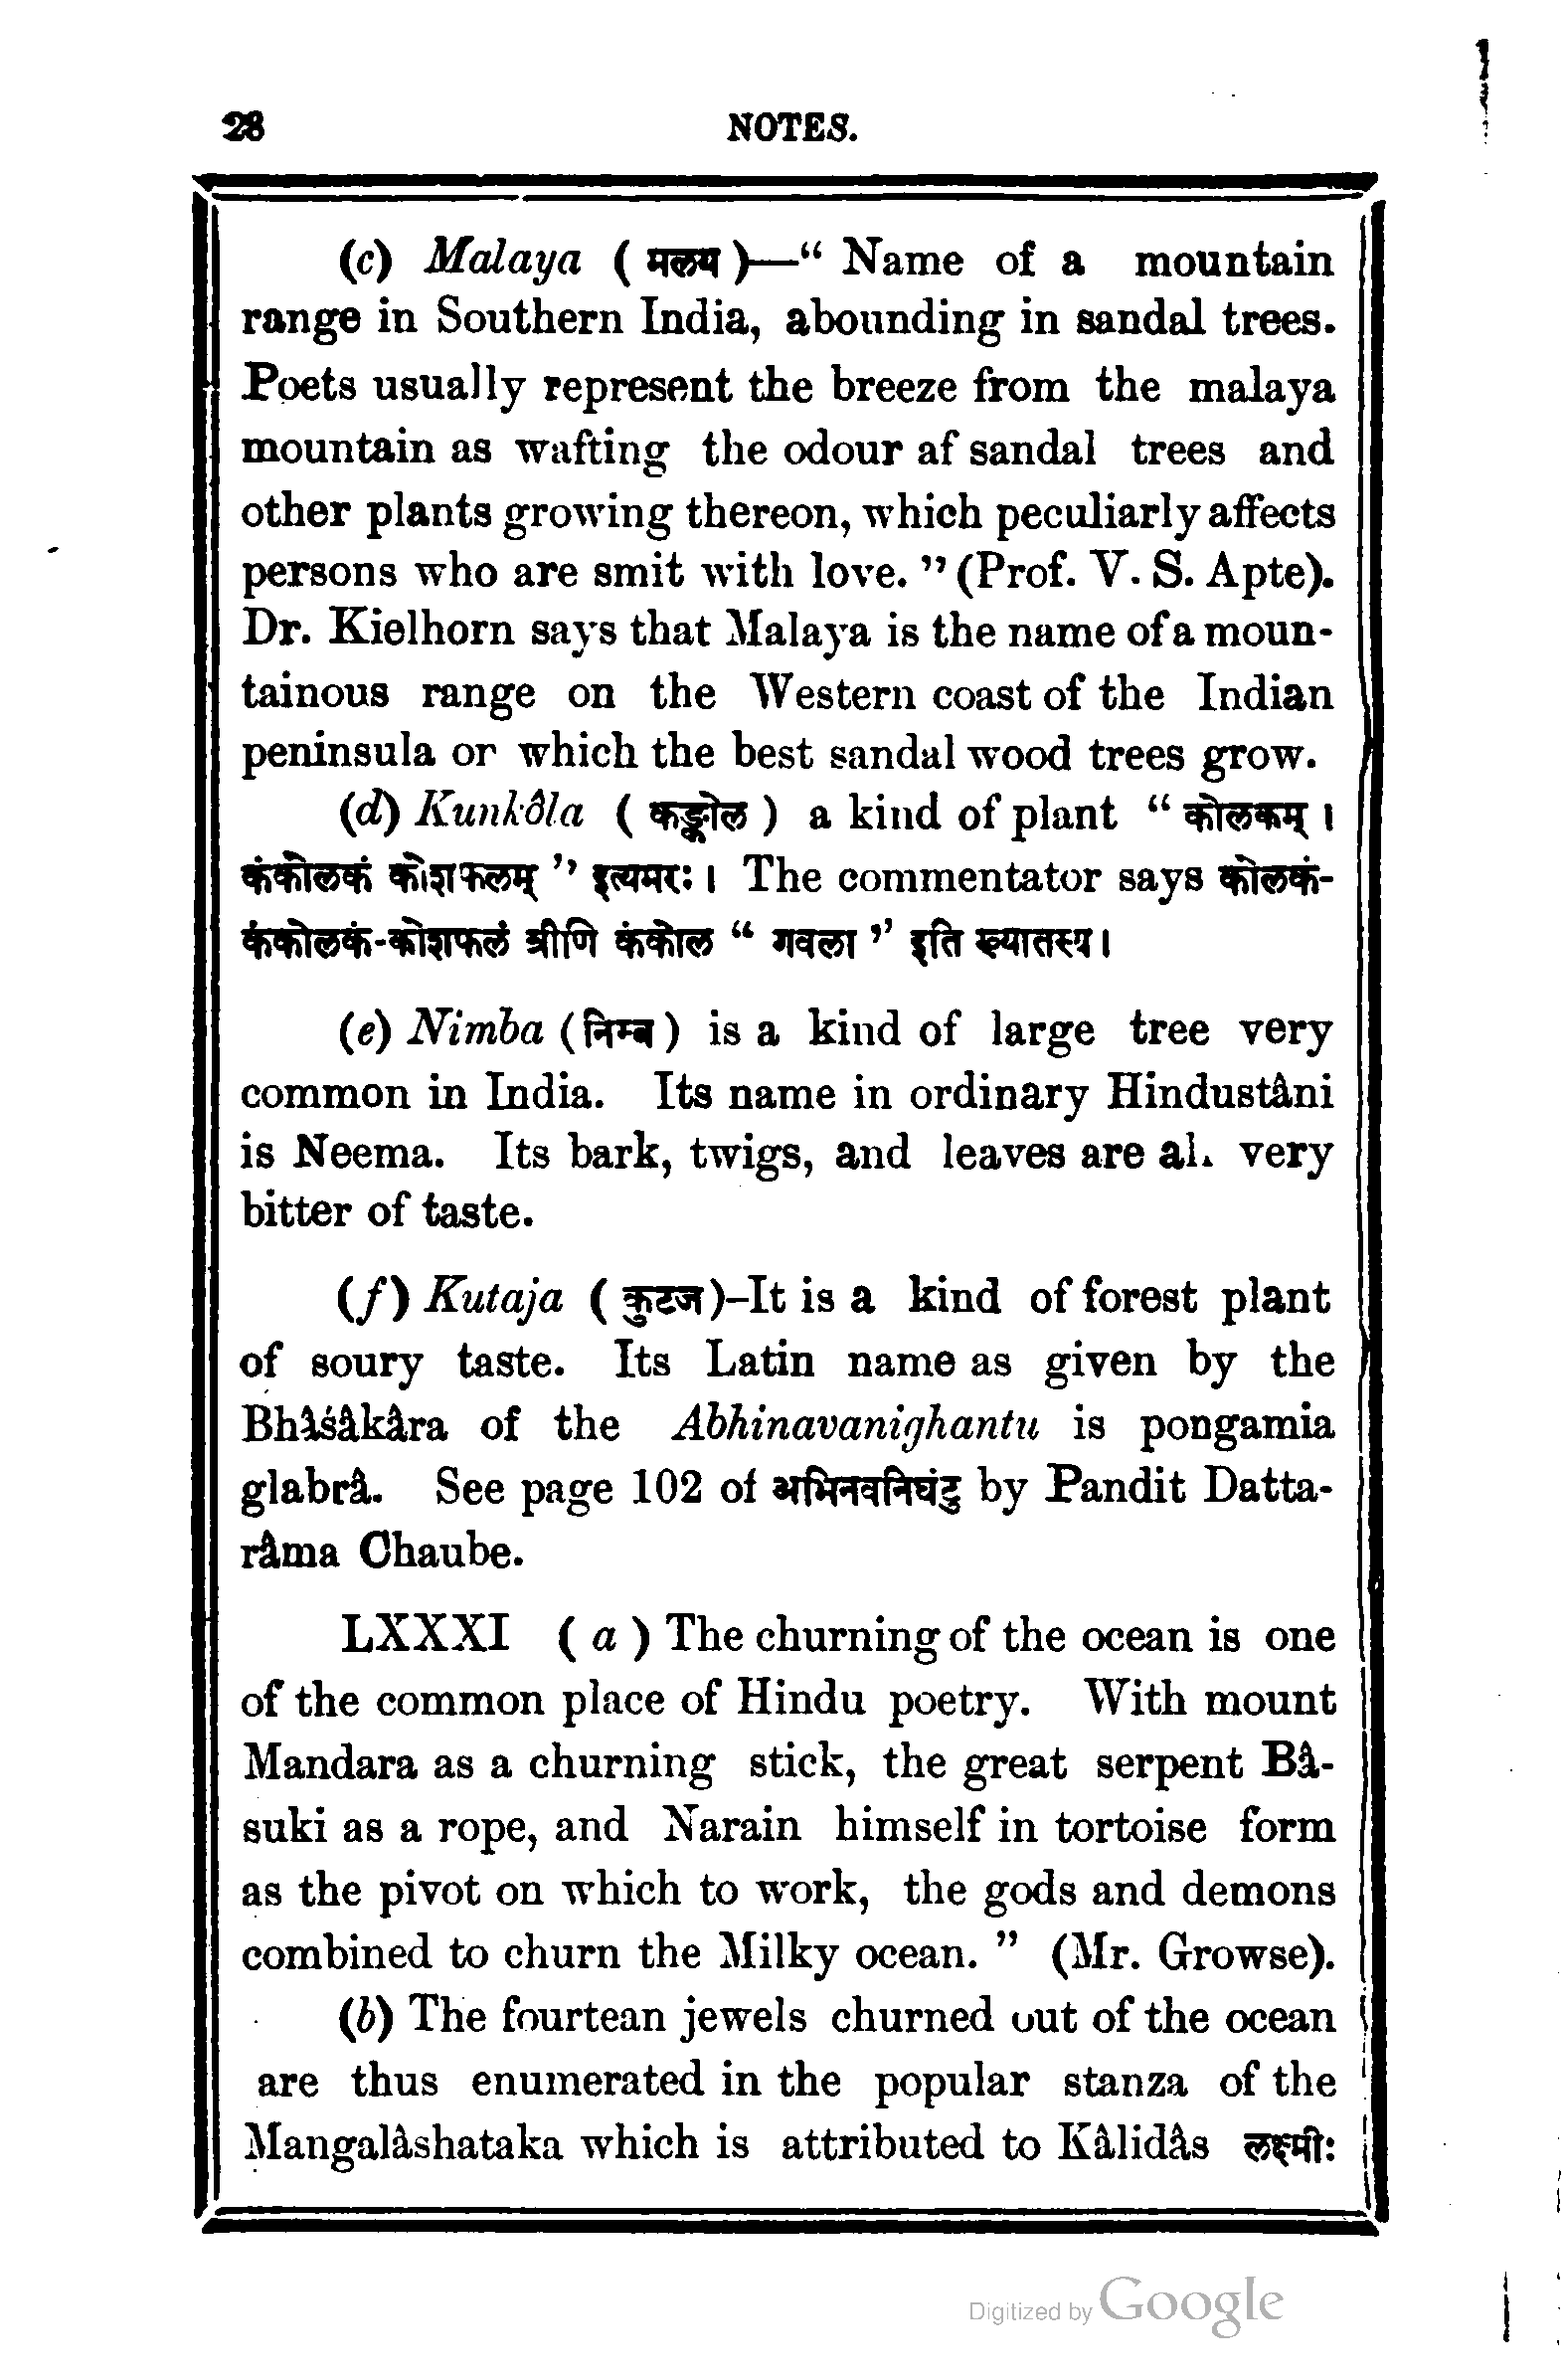 28 NOTES.
(c) Malaya ( मलय )—“ Name of a mountain
range in Southern India, abounding in sandal trees.
Poets usually represent the breeze from the malaya
mountain as wafting the odour af sandal trees and
other plants growing thereon, which peculiarly affects
persons who are smit with love. ” (Prof. V. S. Apte).
Dr. Kielhorn says that Malaya is the name of a moun-
tainous range on the Western coast of the Indian
peninsula or which the best sandal wood trees grow.
(d) Kunkôla ( कङ्कोल ) a kind of plant “ कोलकम् ।
कंकोलकं कोशफलम् ” इत्यमरः । The commentator says कोलकं-
कंकोलकं-कोशफलं त्रीणि कंकोल “ गवला ” इति ख्यातस्य ।
(e) Nimba (निम्ब) is a kind of large tree very
common in India. Its name in ordinary Hindustâni
is Neema. Its bark, twigs, and leaves are al. very
bitter of taste.
(f) Kutaja ( कुटज)-It is a kind of forest plant
of soury taste. Its Latin name as given by the
Bhâśâkâra of the Abhinavanighantu is pongamia
glabrâ. See page 102 of अभिनवनिघंटु by Pandit Datta-
râma Chaube.
LXXXI ( a ) The churning of the ocean is one
of the common place of Hindu poetry. With mount
Mandara as a churning stick, the great serpent Bâ-
suki as a rope, and Narain himself in tortoise form
as the pivot on which to work, the gods and demons
combined to churn the Milky ocean. ” (Mr. Growse).
(b) The fourtean jewels churned out of the ocean
are thus enumerated in the popular stanza of the
Mangalâshataka which is attributed to Kâlidâs लक्ष्मीः
Digitized by Google